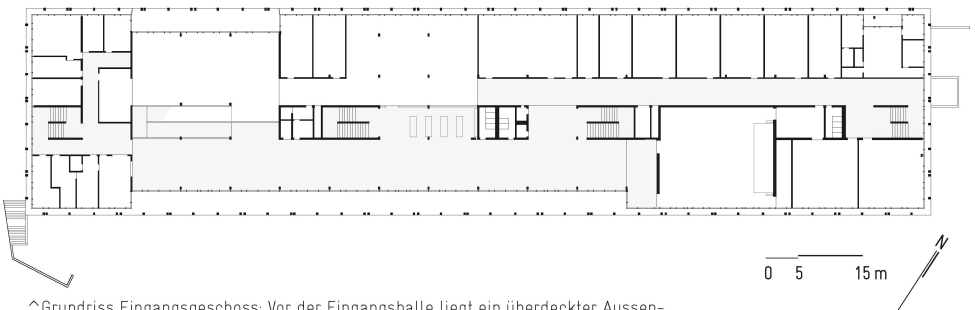 N
0 5 15 m
^Grundriss Eingangsgeschoss: Vor der Eingangshalle liegt ein überdeckter Aussen-